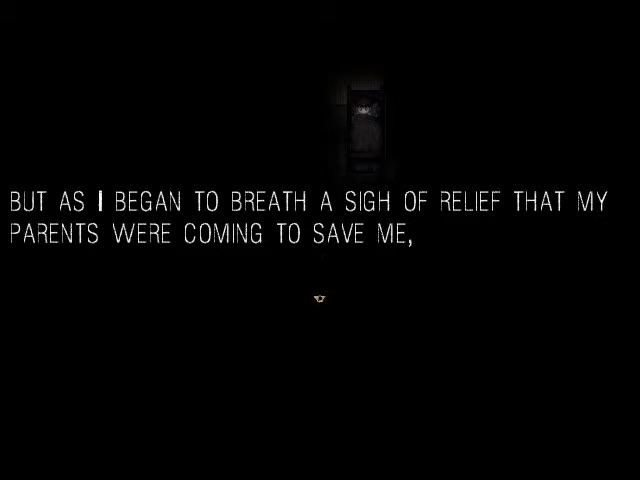 BUT AS I BEGAN TO BREATH A SIGH OF RELIEF THAT MY
PARENTS WERE COMING TO SAVE ME,